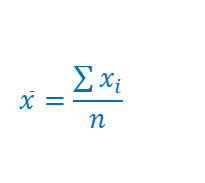 x̄ = ∑ xᵢ / n